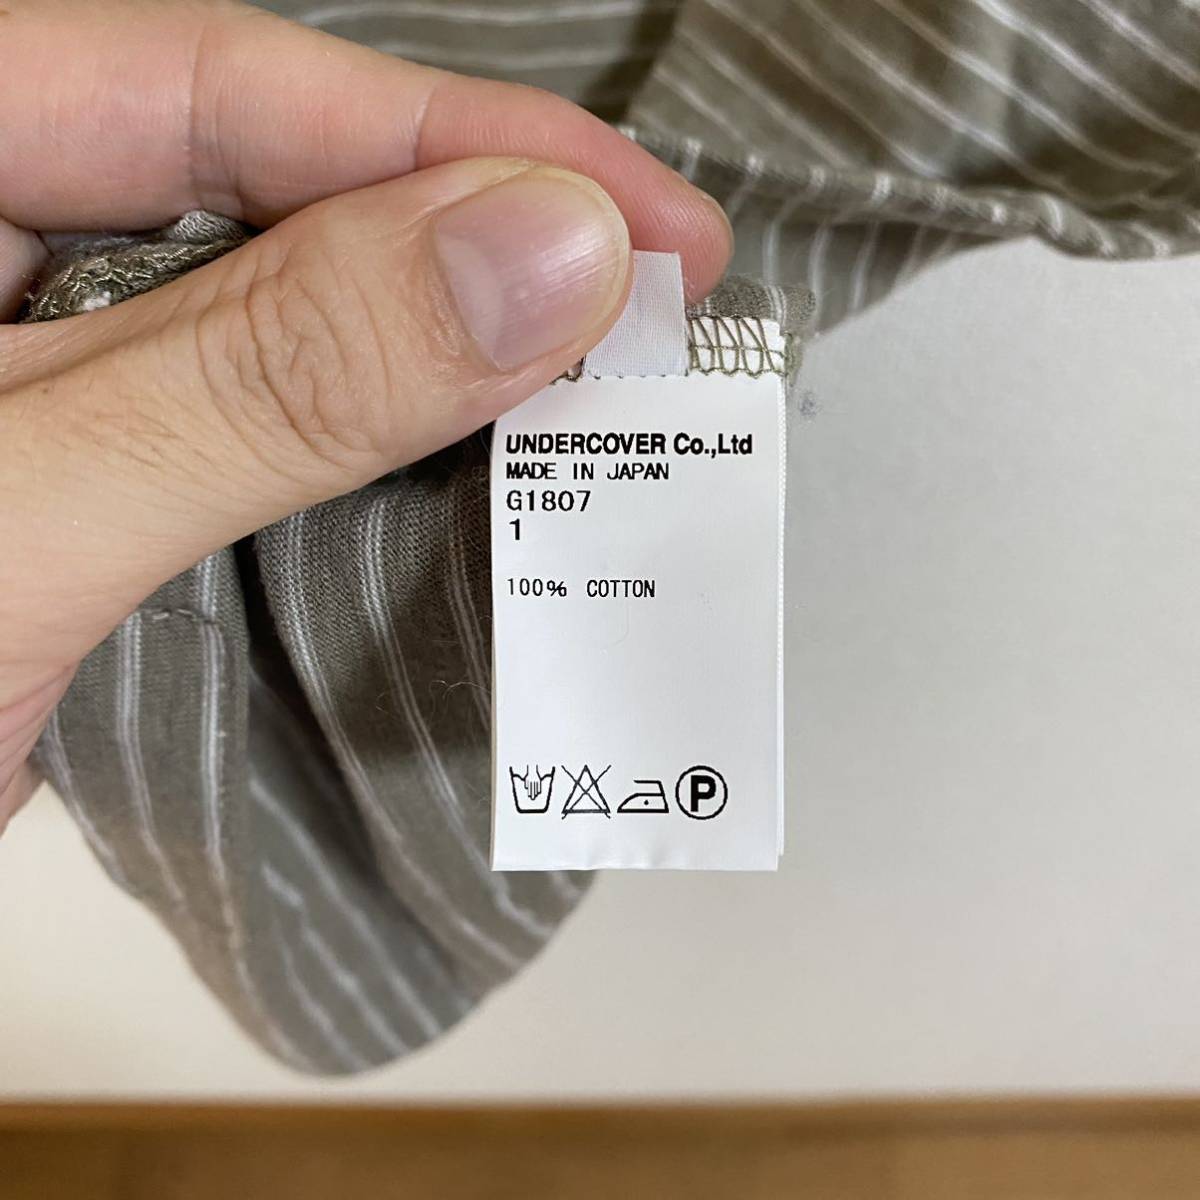 UNDERCOVER Co.,Ltd
MADE IN JAPAN
G1807
1
100% COTTON
P